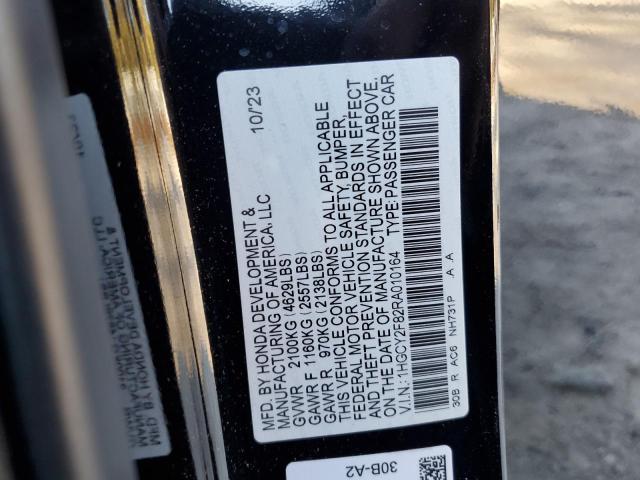 10/23
MFD. BY HONDA DEVELOPMENT &
MANUFACTURING OF AMERICA, LLC
GVWR 2100KG (4629LBS)
GAWR F 1160KG (2557LBS)
GAWR R 970KG (2138LBS)
THIS VEHICLE CONFORMS TO ALL APPLICABLE
FEDERAL MOTOR VEHICLE SAFETY, BUMPER,
AND THEFT PREVENTION STANDARDS IN EFFECT
ON THE DATE OF MANUFACTURE SHOWN ABOVE.
V.I.N.: 1HGCY2F82RA010164 TYPE: PASSENGER CAR
30B R AC6 NH731P A A
30B-A2